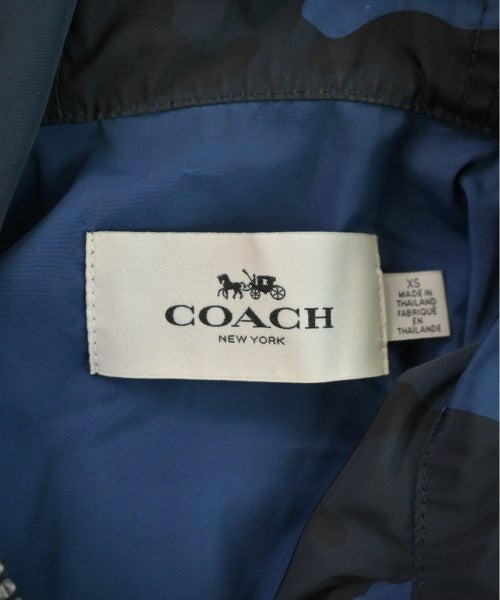 COACH
NEW YORK
XS
MADE IN
THAILAND
FABRIQUÉ
EN
THAÏLANDE